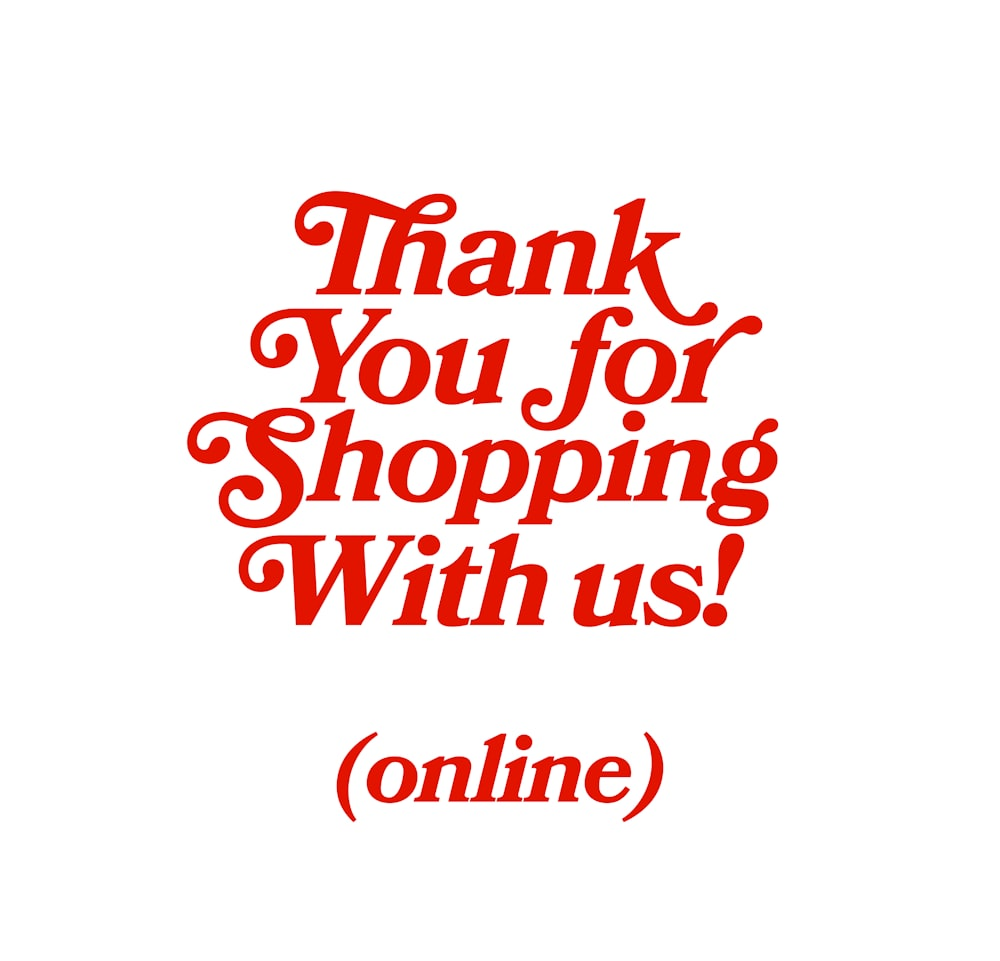 Thank
You for
Shopping
With us!
(online)